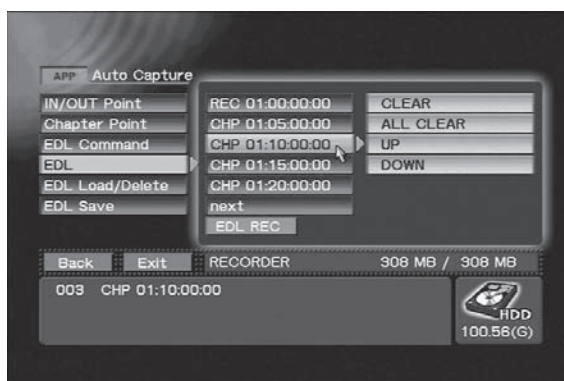 APP Auto Capture
IN/OUT Point
Chapter Point
EDL Command
EDL
EDL Load/Delete
EDL Save
REC 01:00:00:00
CHP 01:05:00:00
CHP 01:10:00:00
CHP 01:15:00:00
CHP 01:20:00:00
next
EDL REC
CLEAR
ALL CLEAR
UP
DOWN
Back Exit RECORDER 308 MB / 308 MB
003 CHP 01:10:00:00
HDD
100.56(G)